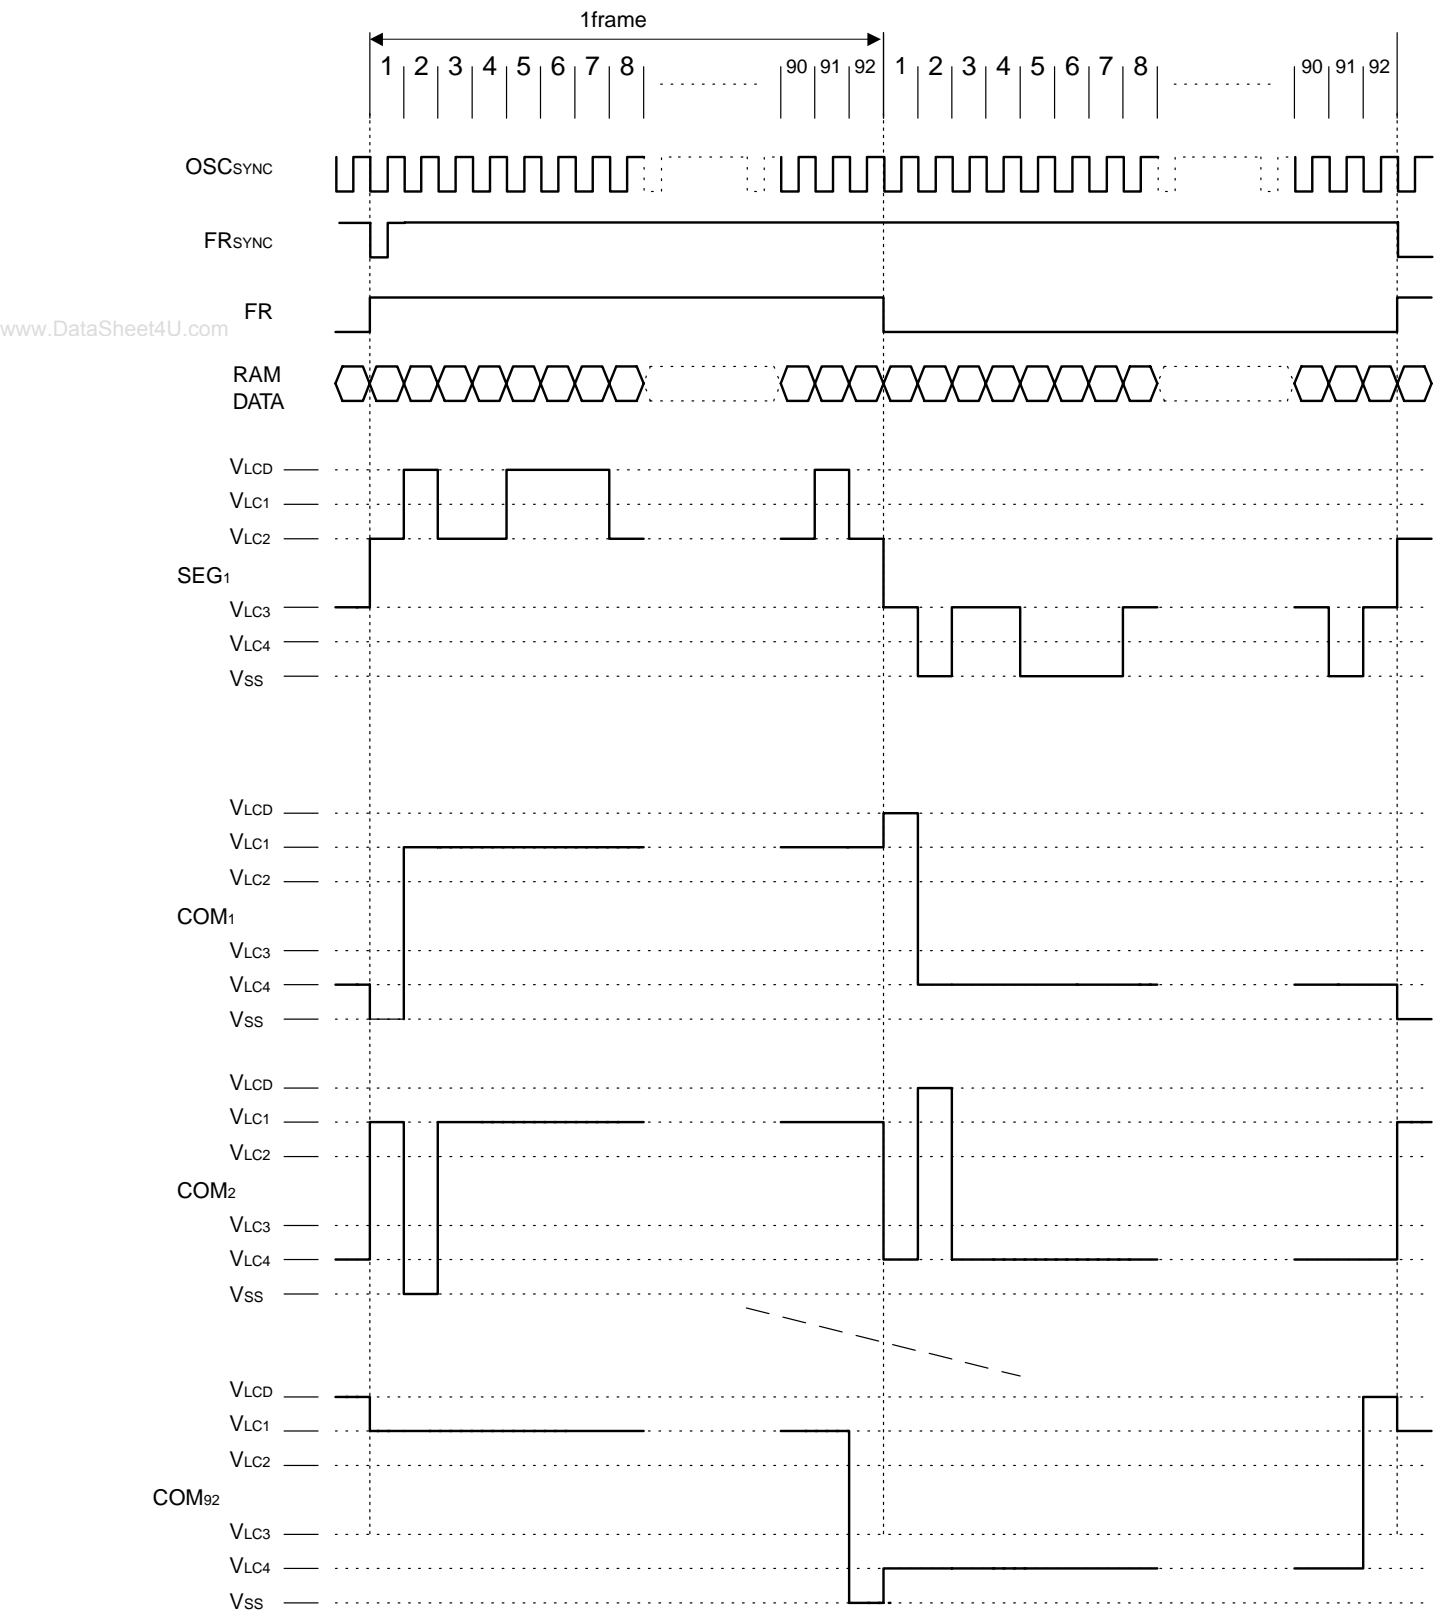 1frame
1 2 3 4 5 6 7 8 90 91 92 1 2 3 4 5 6 7 8 90 91 92
OSCSYNC
FRSYNC
FR
www.DataSheet4U.com
RAM
DATA
VLCD
VLC1
VLC2
SEG1
VLC3
VLC4
VSS
VLCD
VLC1
VLC2
COM1
VLC3
VLC4
VSS
VLCD
VLC1
VLC2
COM2
VLC3
VLC4
VSS
VLCD
VLC1
VLC2
COM92
VLC3
VLC4
VSS